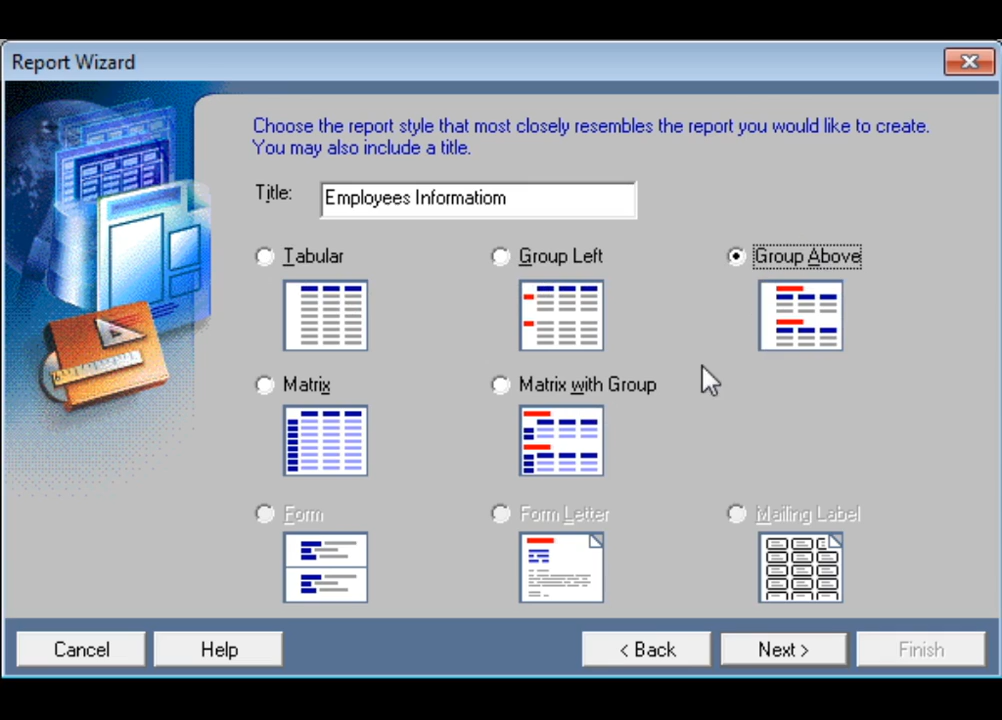 Report Wizard
Choose the report style that most closely resembles the report you would like to create.
You may also include a title.
Title: Employees Informatiom
Tabular Group Left Group Above
Matrix Matrix with Group
Form Form Letter Mailing Label
Cancel Help < Back Next > Finish